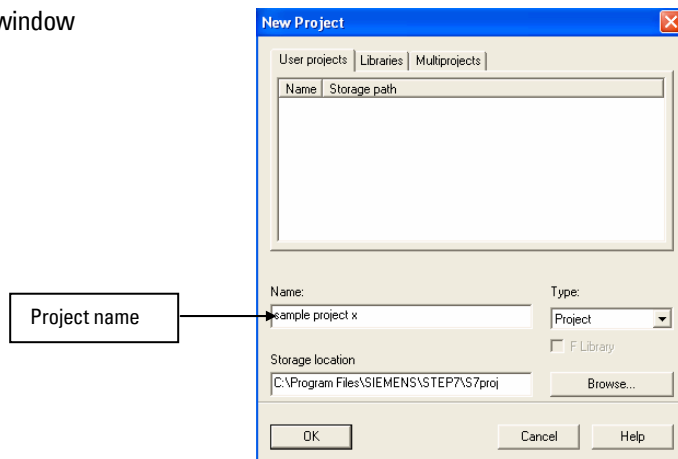 window
New Project
User projects Libraries Multiprojects
Name Storage path
Name:
Type:
Project name
sample project x
Project
F Library
Storage location
C:\Program Files\SIEMENS\STEP7\S7proj
Browse...
OK
Cancel
Help